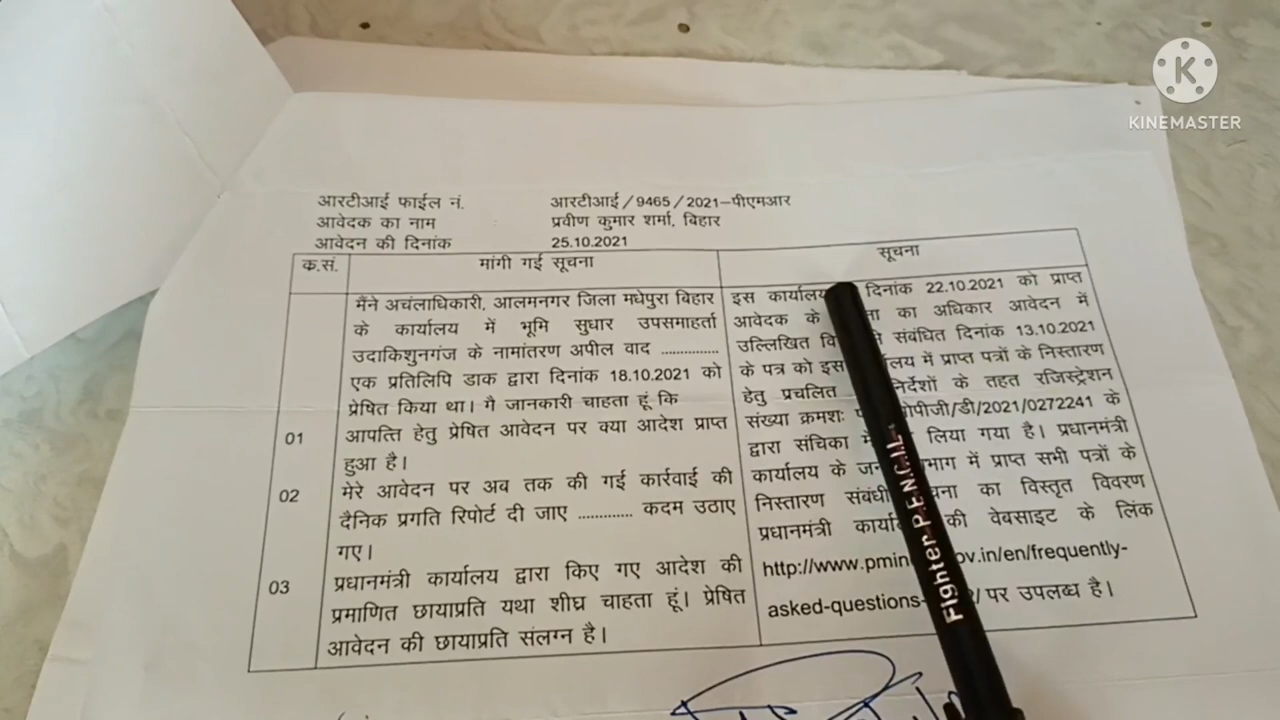 KINEMASTER
आरटीआई फाईल नं. आरटीआई/9465/2021-पीएमआर
आवेदक का नाम प्रवीण कुमार शर्मा, बिहार
आवेदन की दिनांक 25.10.2021
क.सं. मांगी गई सूचना सूचना
मैंने अचंलाधिकारी, आलमनगर जिला मधेपुरा बिहार
के कार्यालय में भूमि सुधार उपसमाहर्ता
उदाकिशुनगंज के नामांतरण अपील वाद ...............
एक प्रतिलिपि डाक द्वारा दिनांक 18.10.2021 को
प्रेषित किया था। गै जानकारी चाहता हूं कि
01 आपत्ति हेतु प्रेषित आवेदन पर क्या आदेश प्राप्त
हुआ है।
02 मेरे आवेदन पर अब तक की गई कार्रवाई की
दैनिक प्रगति रिपोर्ट दी जाए ............. कदम उठाए
गए।
03 प्रधानमंत्री कार्यालय द्वारा किए गए आदेश की
प्रमाणित छायाप्रति यथा शीघ्र चाहता हूं। प्रेषित
आवेदन की छायाप्रति संलग्न है।
इस कार्यालय दिनांक 22.10.2021 को प्राप्त
आवेदक के का अधिकार आवेदन में
उल्लिखित संबंधित दिनांक 13.10.2021
के पत्र को इस में प्राप्त पत्रों के निस्तारण
हेतु प्रचलित के तहत रजिस्ट्रेशन
संख्या क्रमशः ओपीजी/डी/2021/0272241 के
द्वारा संचिका लिया गया है। प्रधानमंत्री
कार्यालय के में प्राप्त सभी पत्रों के
निस्तारण संबंधी का विस्तृत विवरण
प्रधानमंत्री की वेबसाइट के लिंक
http://www.pmin ov.in/en/frequently-
asked-questions- / पर उपलब्ध है।
Fighter PENCIL